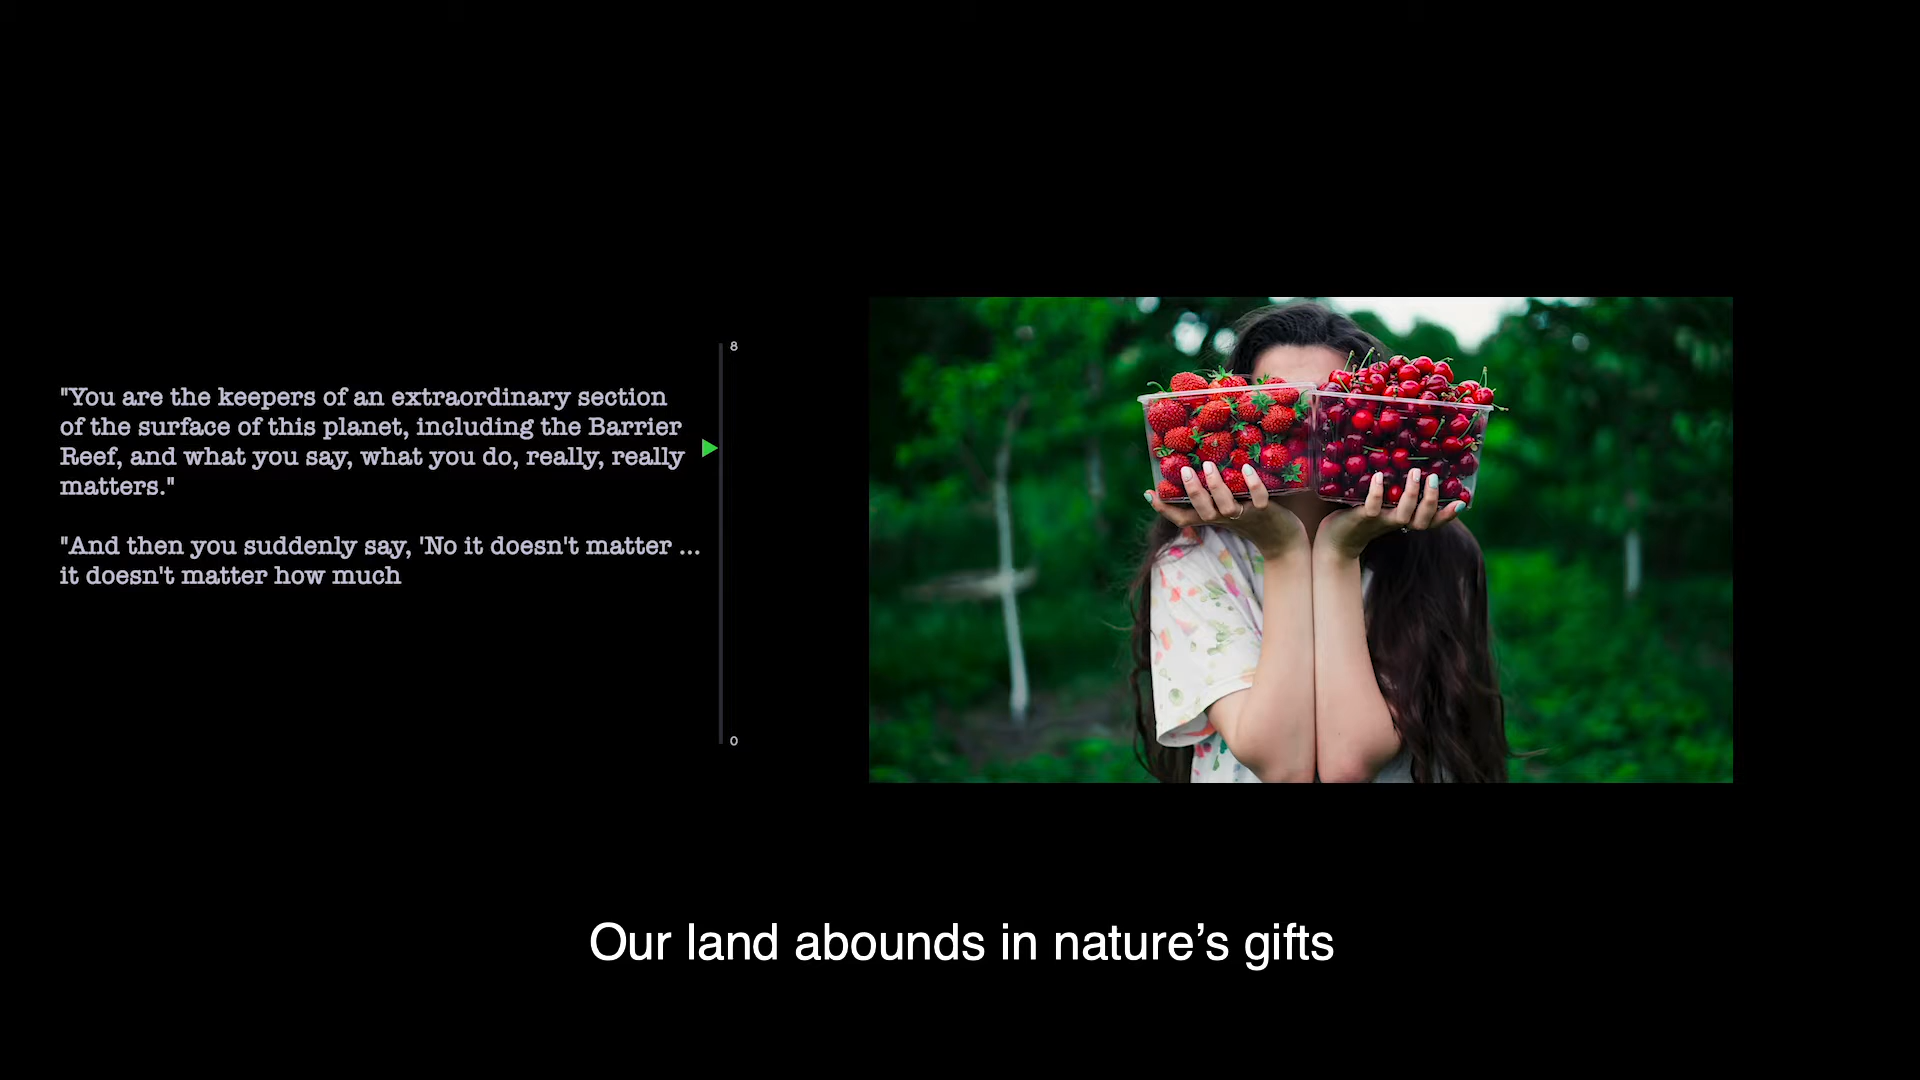 "You are the keepers of an extraordinary section
of the surface of this planet, including the Barrier
Reef, and what you say, what you do, really, really
matters."
"And then you suddenly say, 'No it doesn't matter ...
it doesn't matter how much
8
0
Our land abounds in nature’s gifts